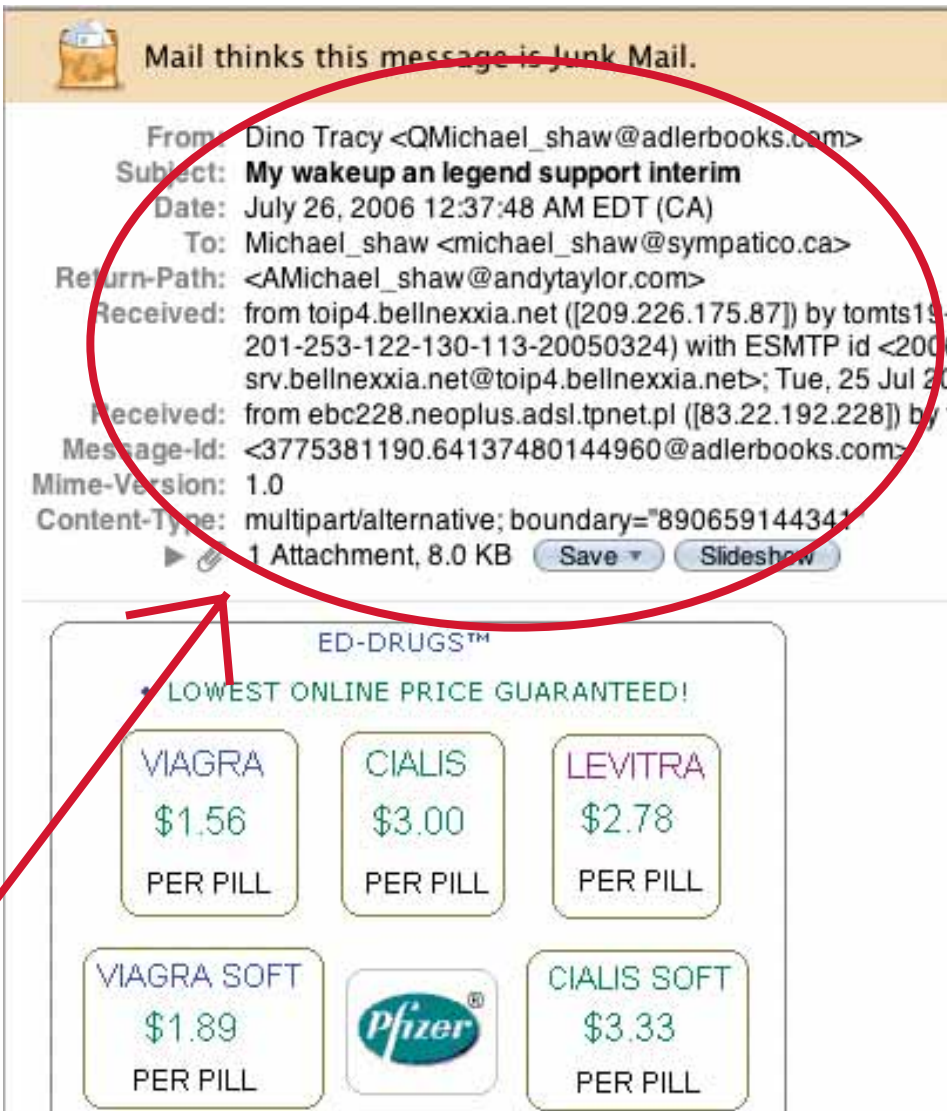 Mail thinks this message is Junk Mail.
From: Dino Tracy <QMichael_shaw@adlerbooks.com>
Subject: My wakeup an legend support interim
Date: July 26, 2006 12:37:48 AM EDT (CA)
To: Michael_shaw <michael_shaw@sympatico.ca>
Return-Path: <AMichael_shaw@andytaylor.com>
Received: from toip4.bellnexxia.net ([209.226.175.87]) by tomts19-
201-253-122-130-113-20050324) with ESMTP id <200
srv.bellnexxia.net@toip4.bellnexxia.net>; Tue, 25 Jul 20
Received: from ebc228.neoplus.adsl.tpnet.pl ([83.22.192.228]) by
Message-Id: <3775381190.64137480144960@adlerbooks.com>
Mime-Version: 1.0
Content-Type: multipart/alternative; boundary="890659144341"
1 Attachment, 8.0 KB Save Slideshow
ED-DRUGS™
• LOWEST ONLINE PRICE GUARANTEED!
VIAGRA
$1.56
PER PILL
CIALIS
$3.00
PER PILL
LEVITRA
$2.78
PER PILL
VIAGRA SOFT
$1.89
PER PILL
Pfizer®
CIALIS SOFT
$3.33
PER PILL